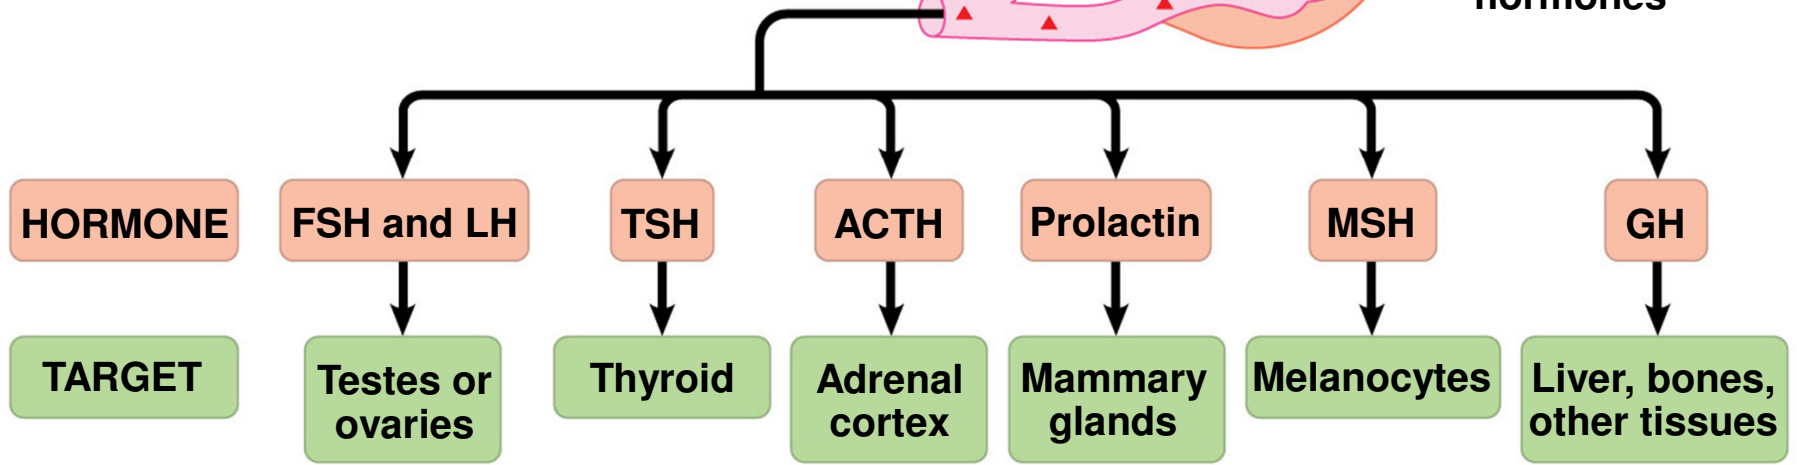 hormones
HORMONE
FSH and LH
TSH
ACTH
Prolactin
MSH
GH
TARGET
Testes or
ovaries
Thyroid
Adrenal
cortex
Mammary
glands
Melanocytes
Liver, bones,
other tissues